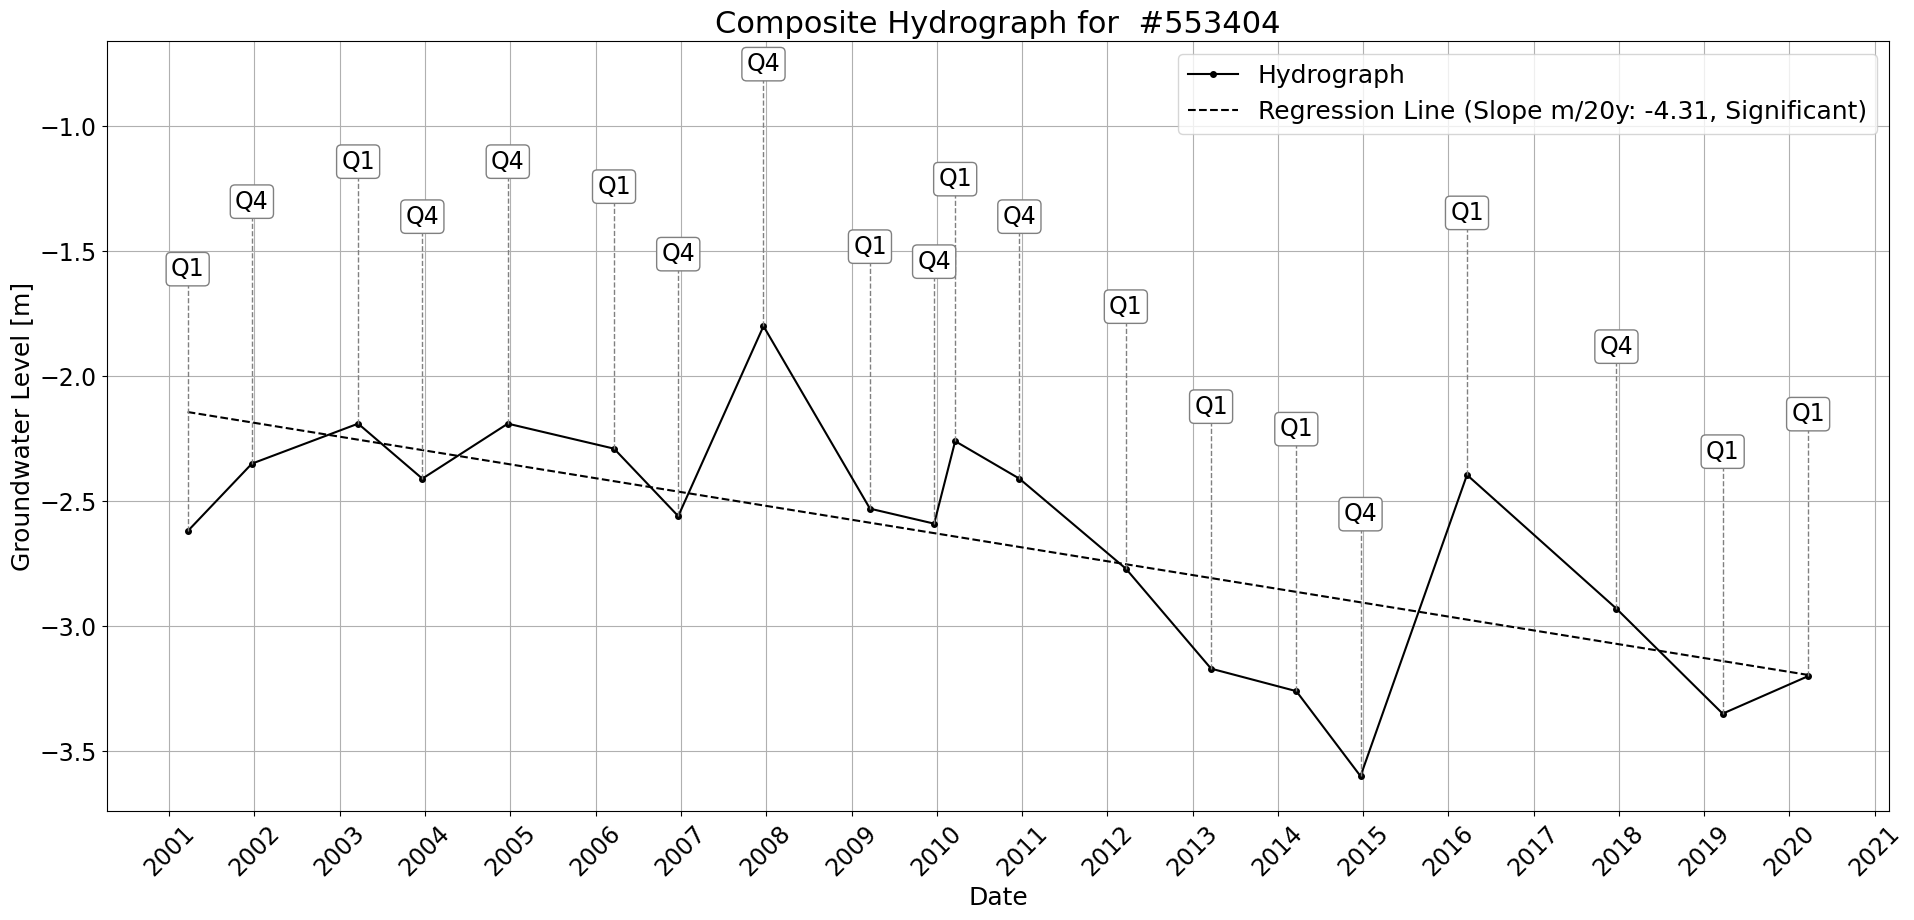 Composite Hydrograph for  #553404
Hydrograph
Regression Line (Slope m/20y: -4.31, Significant)
Groundwater Level [m]
−1.0
−1.5
−2.0
−2.5
−3.0
−3.5
Q1
Q4
Q1
Q4
Q4
Q1
Q4
Q4
Q1
Q4
Q1
Q4
Q1
Q1
Q1
Q4
Q1
Q4
Q1
Q1
2001
2002
2003
2004
2005
2006
2007
2008
2009
2010
2011
2012
2013
2014
2015
2016
2017
2018
2019
2020
2021
Date